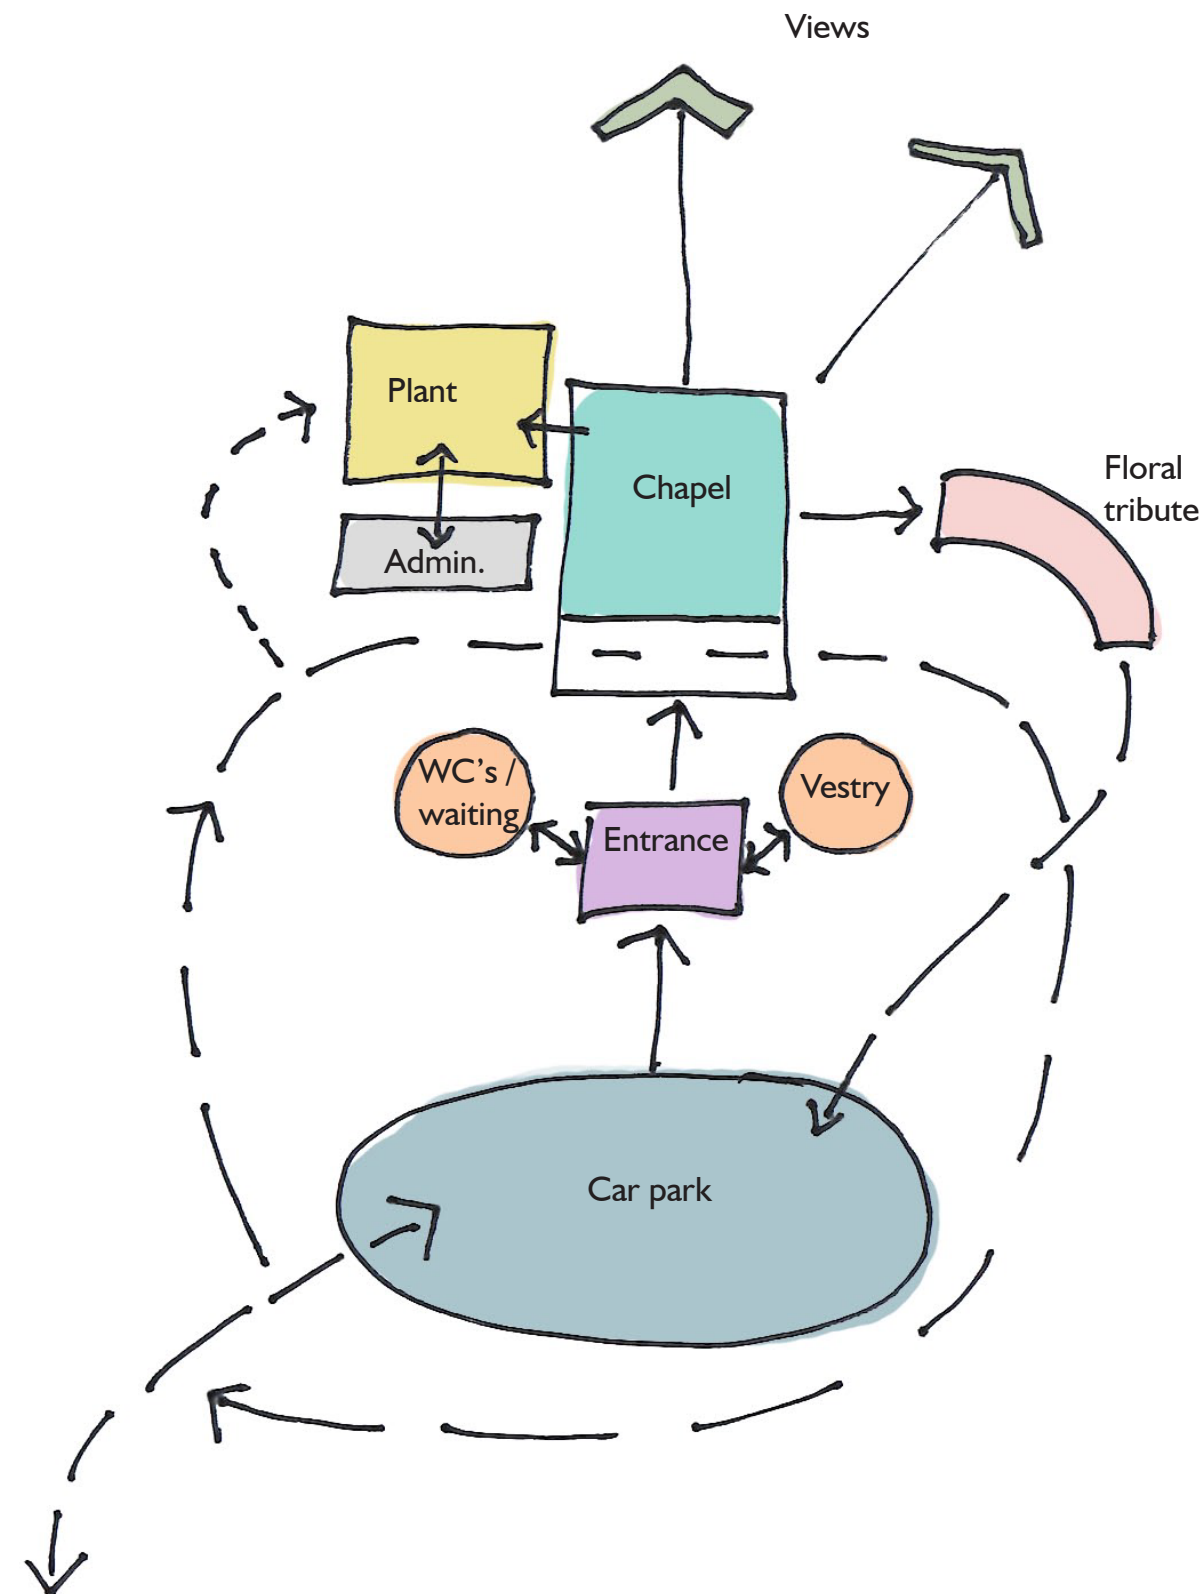 Views
Plant
Floral
tribute
Chapel
Admin.
WC's /
waiting
Vestry
Entrance
Car park